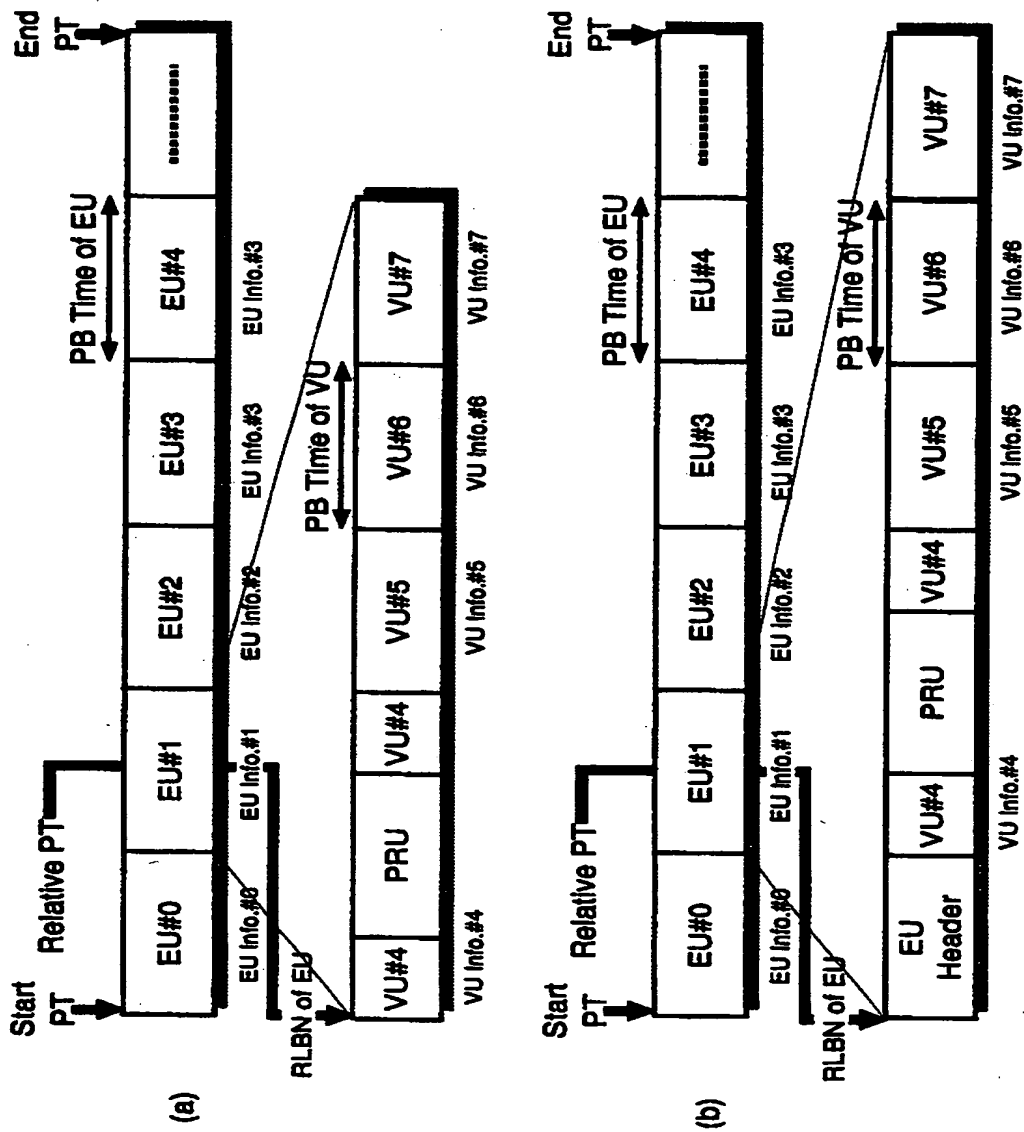 (a)
Start
PT
Relative PT
PB Time of EU
End
PT
EU#0
EU#1
EU#2
EU#3
EU#4
EU Info.#0
EU Info.#1
EU Info.#2
EU Info.#3
EU Info.#3
RLBN of EU
PB Time of VU
VU#4
PRU
VU#4
VU#5
VU#6
VU#7
VU Info.#4
VU Info.#5
VU Info.#6
VU Info.#7
(b)
Start
PT
Relative PT
PB Time of EU
End
PT
EU#0
EU#1
EU#2
EU#3
EU#4
EU Info.#0
EU Info.#1
EU Info.#2
EU Info.#3
EU Info.#3
RLBN of EU
PB Time of VU
EU
Header
VU#4
PRU
VU#4
VU#5
VU#6
VU#7
VU Info.#4
VU Info.#5
VU Info.#6
VU Info.#7